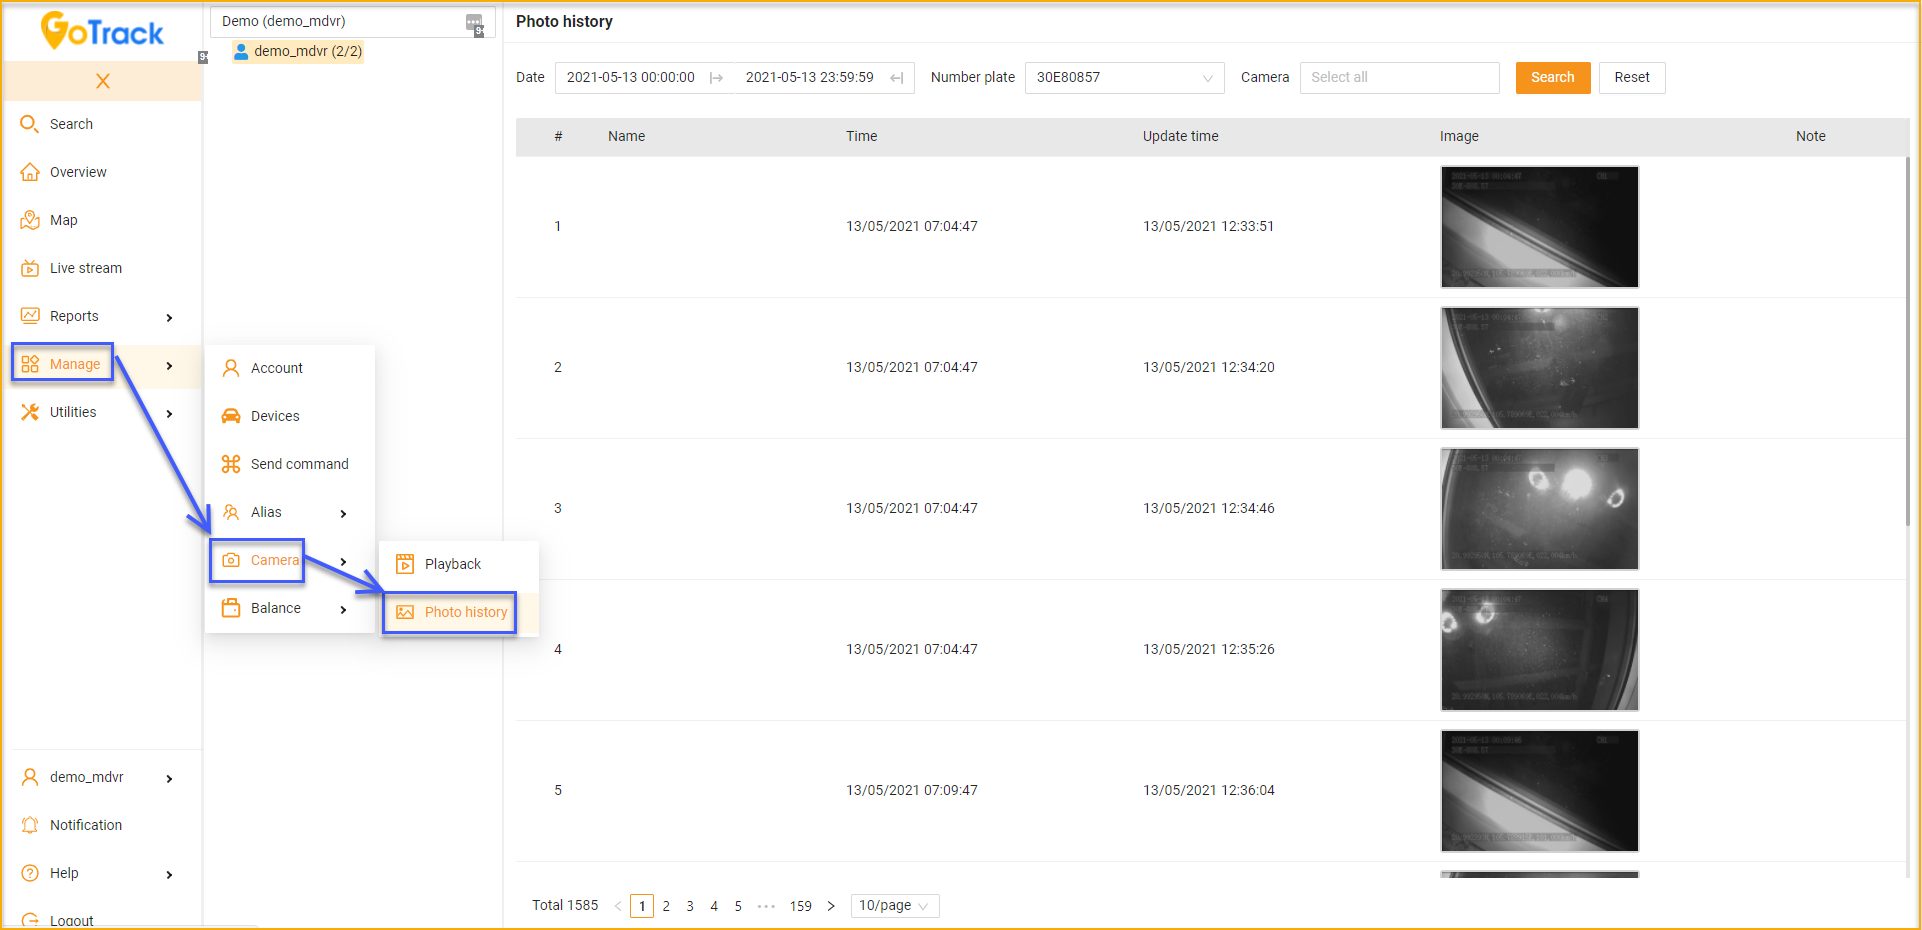 GoTrack
X
Search
Overview
Map
Live stream
Reports
Manage
Utilities
demo_mdvr
Notification
Help
Logout
Demo (demo_mdvr)
demo_mdvr (2/2)
Account
Devices
Send command
Alias
Camera
Balance
Playback
Photo history
Photo history
Date 2021-05-13 00:00:00 2021-05-13 23:59:59 Number plate 30E80857 Camera Select all Search Reset
# Name Time Update time Image Note
1 13/05/2021 07:04:47 13/05/2021 12:33:51
2 13/05/2021 07:04:47 13/05/2021 12:34:20
3 13/05/2021 07:04:47 13/05/2021 12:34:46
4 13/05/2021 07:04:47 13/05/2021 12:35:26
5 13/05/2021 07:09:47 13/05/2021 12:36:04
Total 1585 < 1 2 3 4 5 ••• 159 > 10/page